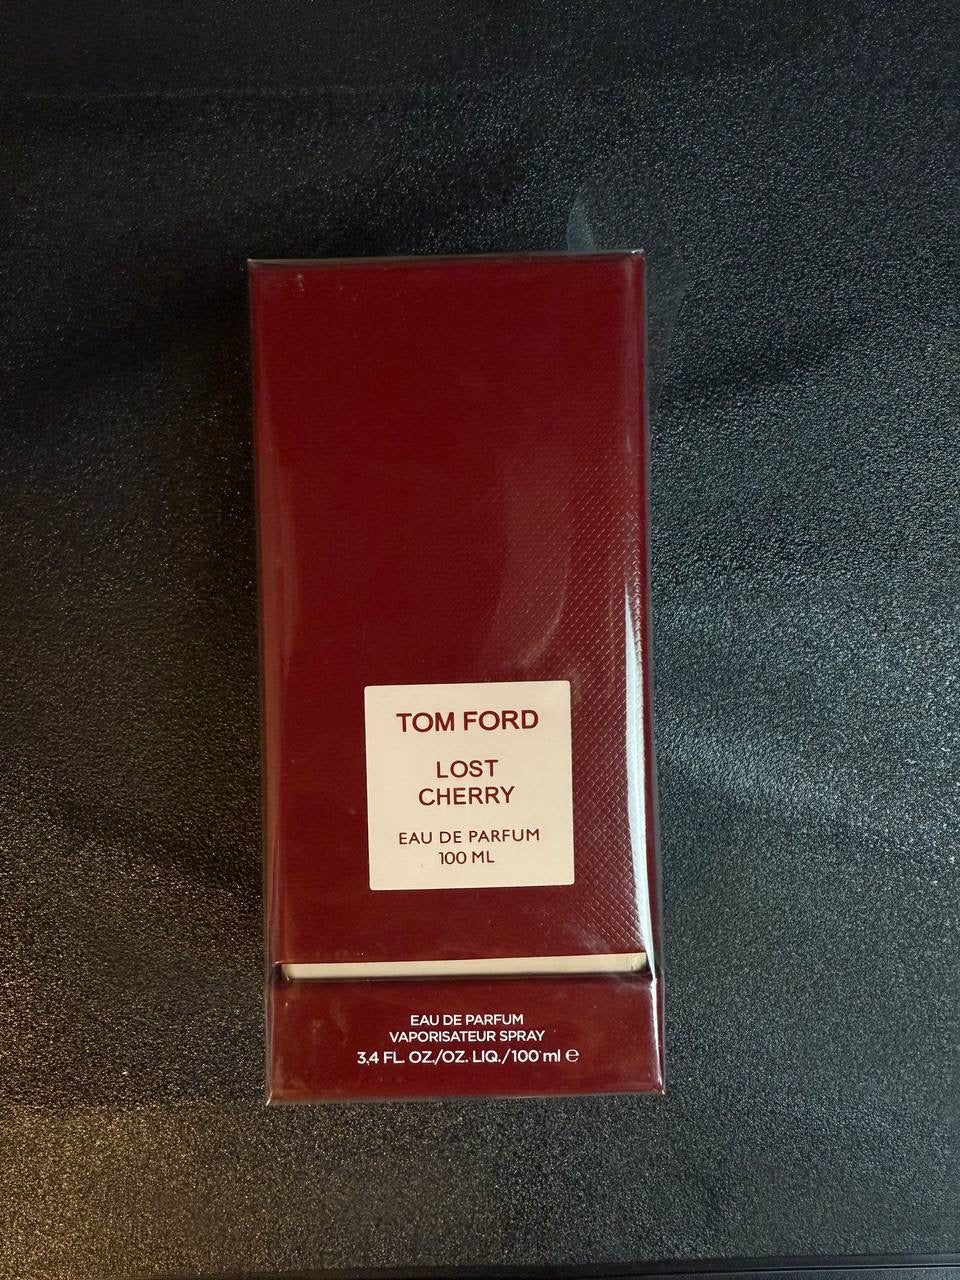 TOM FORD
LOST
CHERRY
EAU DE PARFUM
100 ML
EAU DE PARFUM
VAPORISATEUR SPRAY
3,4 FL. OZ./OZ. LIQ./100 ml ℮